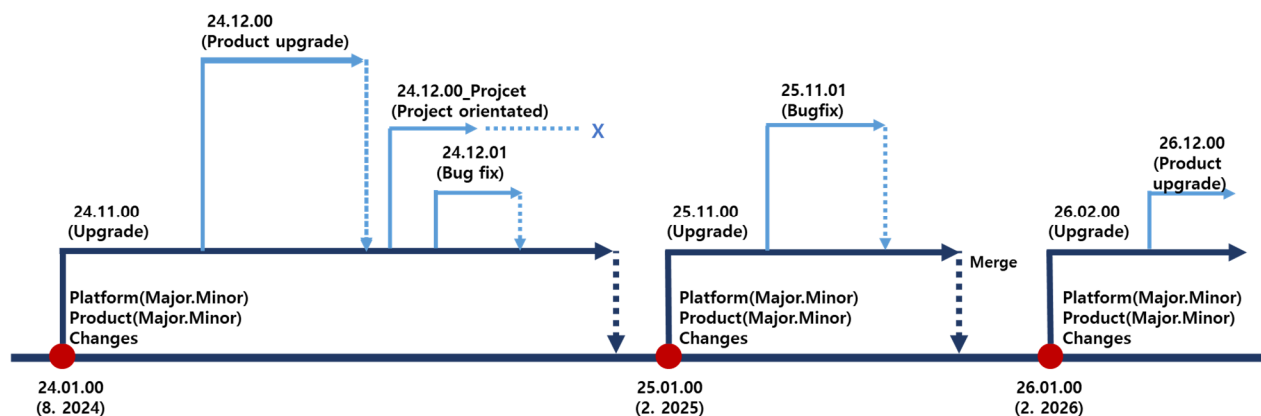 24.12.00
(Product upgrade)
24.12.00_Projcet
(Project orientated)
X
24.12.01
(Bug fix)
24.11.00
(Upgrade)
Platform(Major.Minor)
Product(Major.Minor)
Changes
24.01.00
(8. 2024)
25.11.01
(Bugfix)
25.11.00
(Upgrade)
Merge
Platform(Major.Minor)
Product(Major.Minor)
Changes
25.01.00
(2. 2025)
26.12.00
(Product
upgrade)
26.02.00
(Upgrade)
Platform(Major.Minor)
Product(Major.Minor)
Changes
26.01.00
(2. 2026)